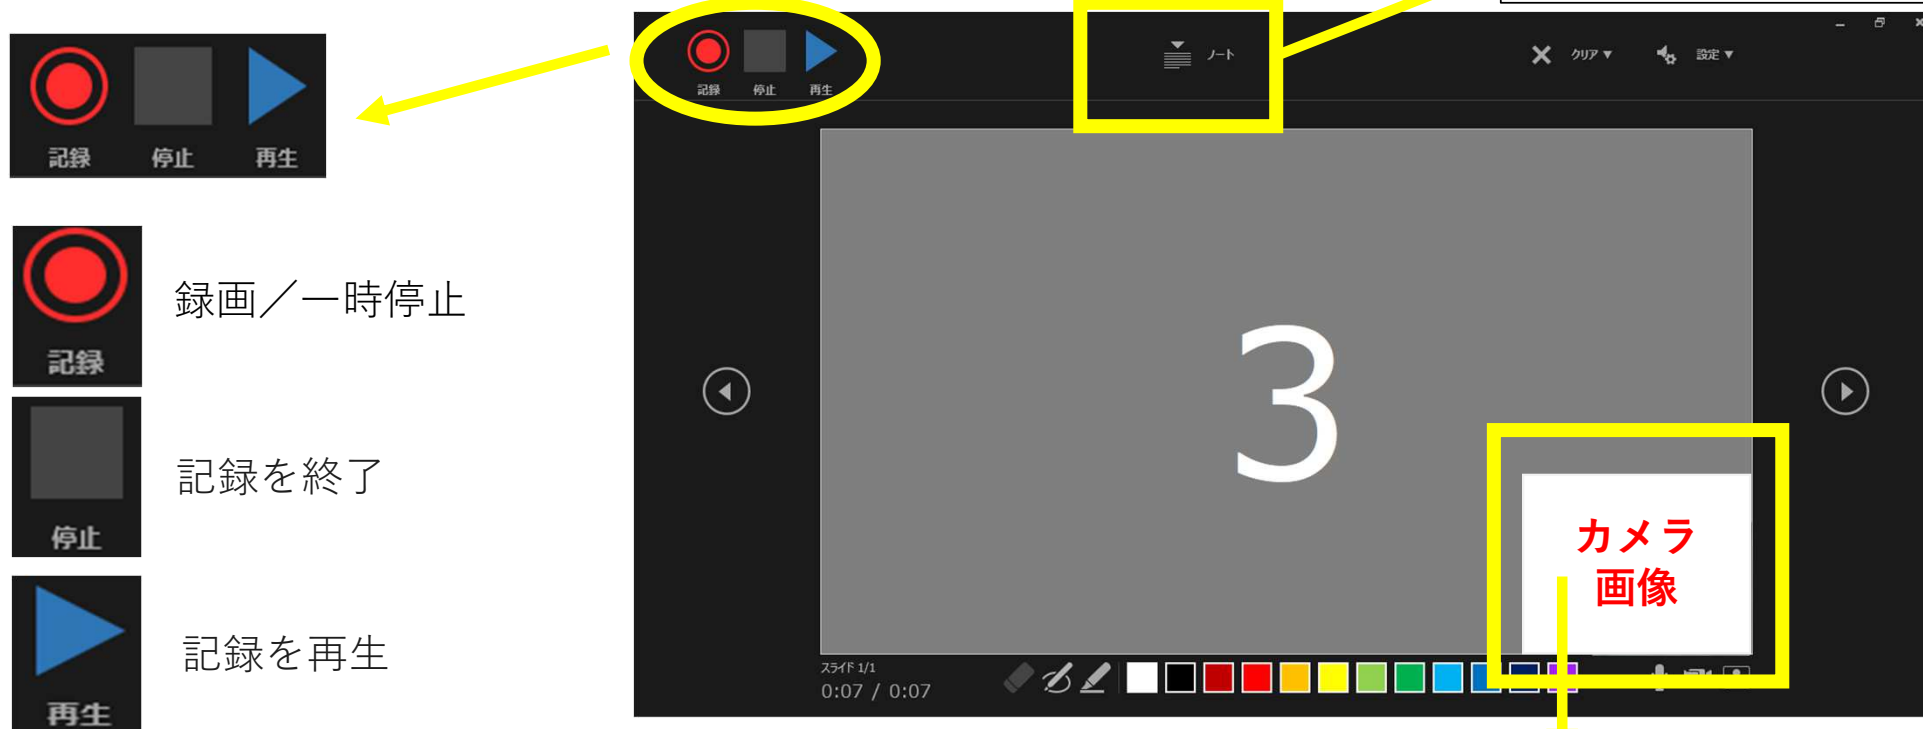 記録 停止 再生
記録
録画／一時停止
停止
記録を終了
再生
記録を再生
記録 停止 再生
ノート
クリア ▼
設定 ▼
3
カメラ
画像
スライド 1/1
0:07 / 0:07